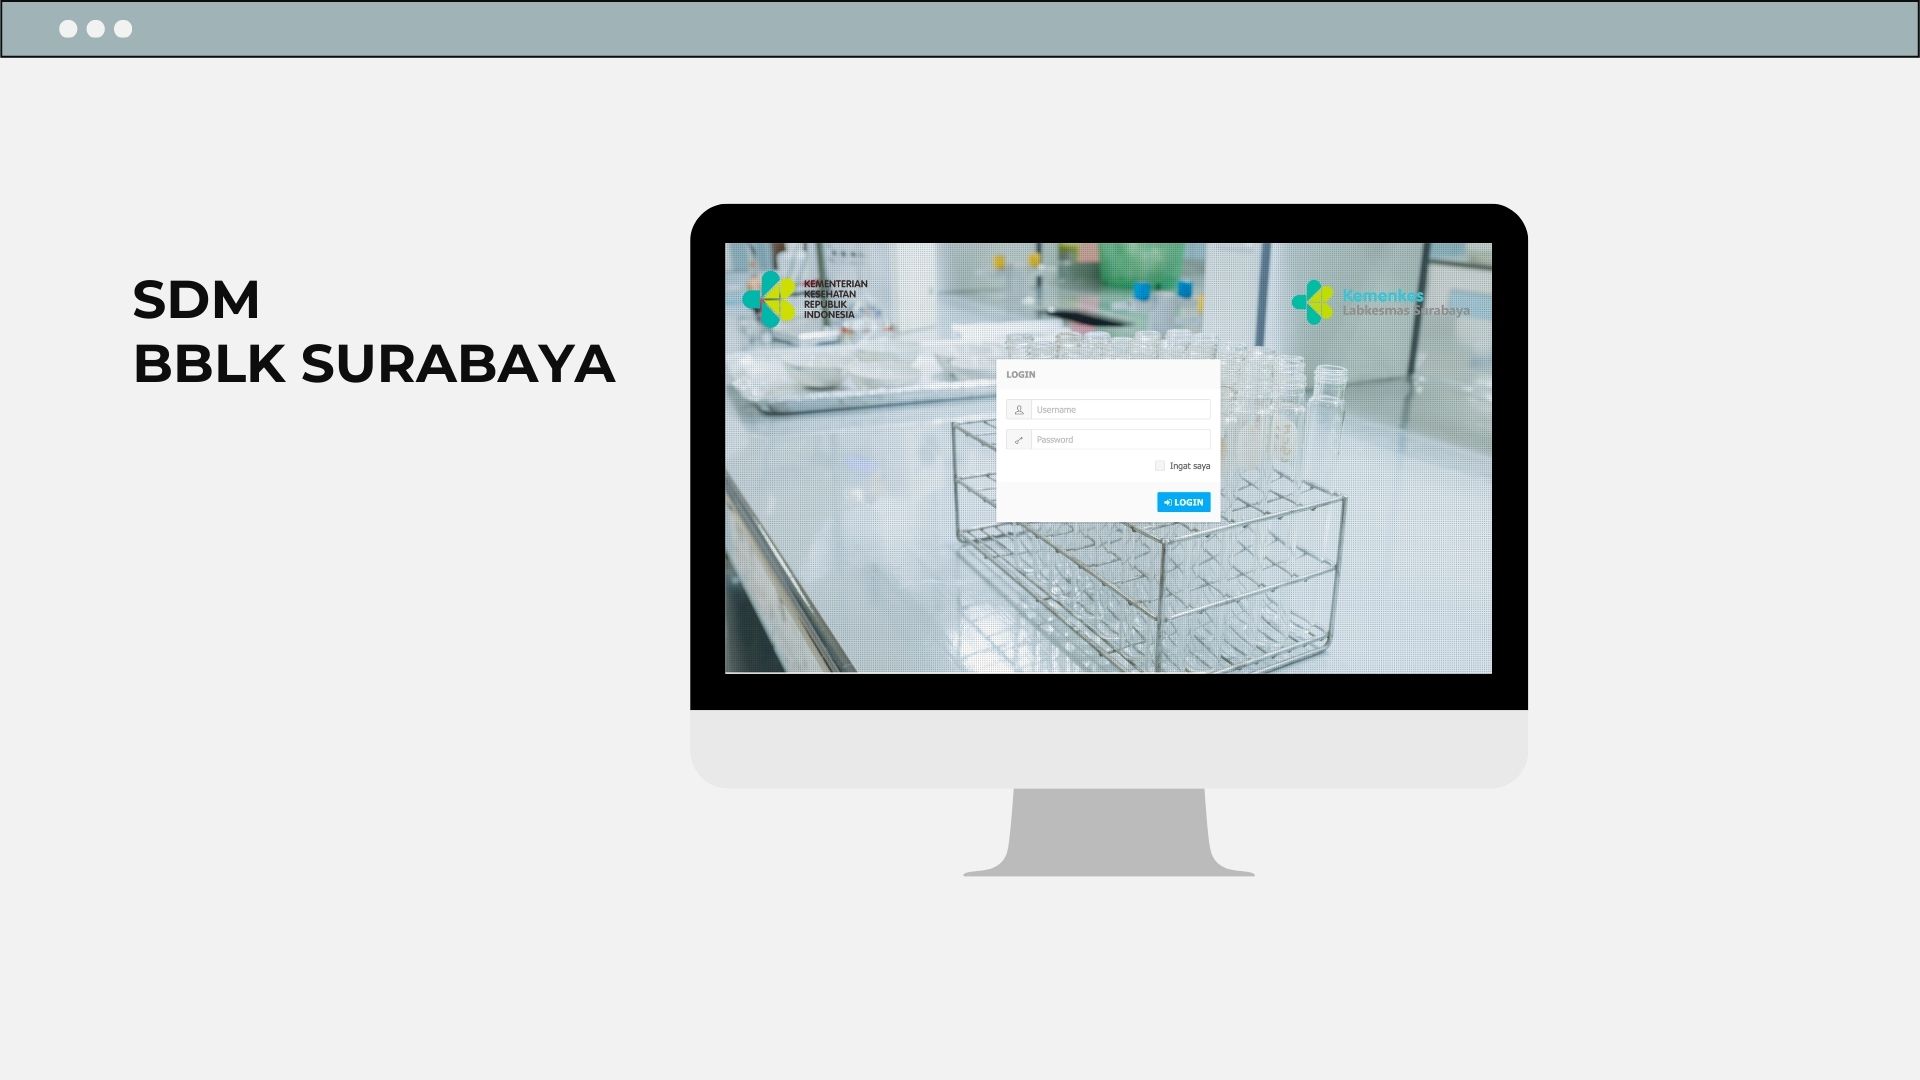 SDM
BBLK SURABAYA
KEMENTERIAN
KESEHATAN
REPUBLIK
INDONESIA
Kemenkes
Labkesmas Surabaya
LOGIN
Username
Password
Ingat saya
LOGIN